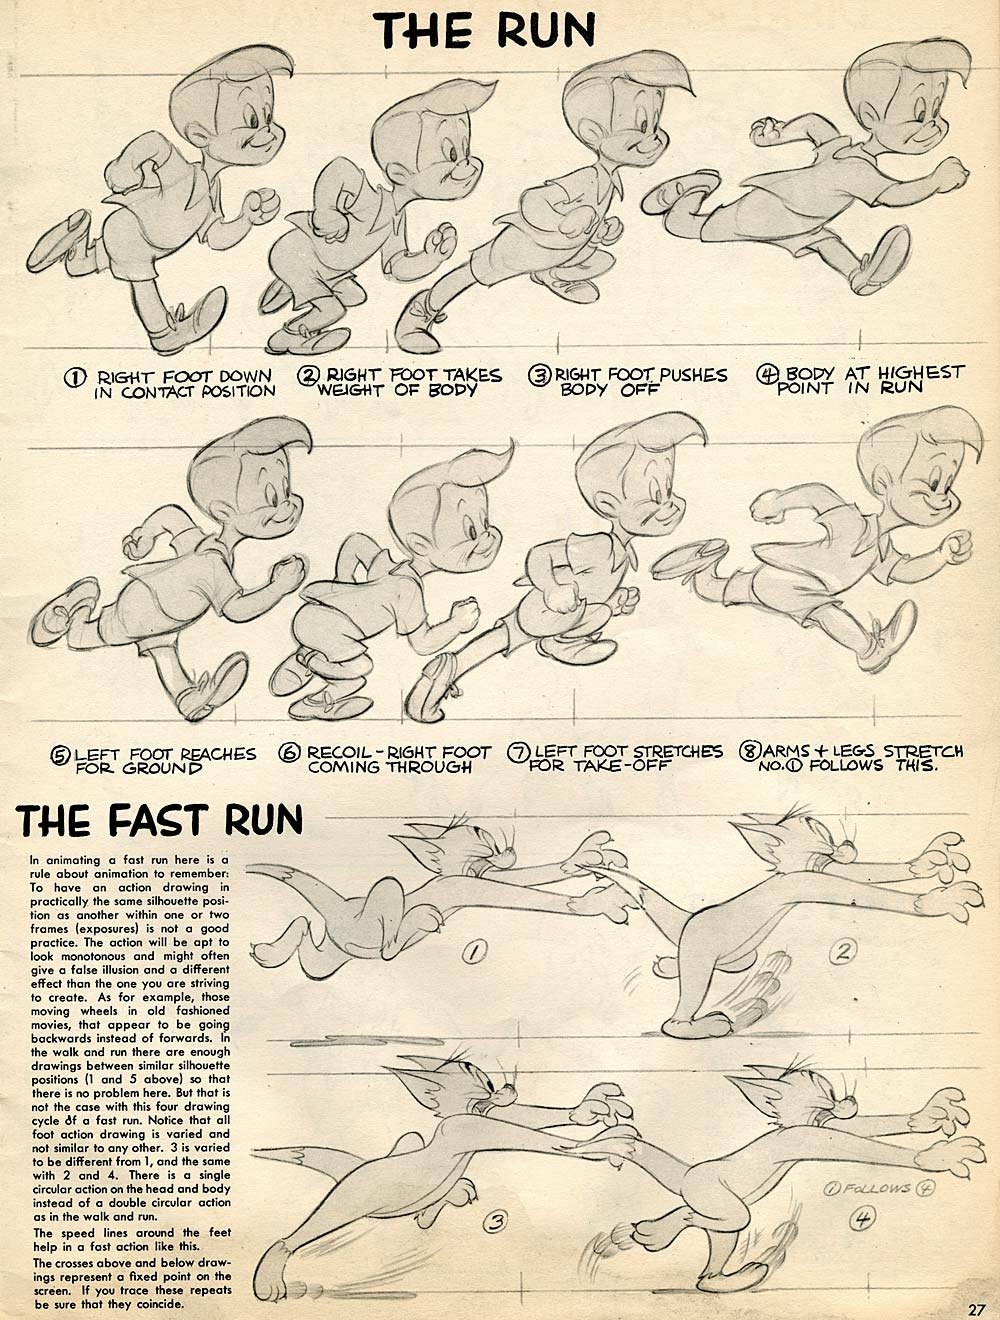 THE RUN
① RIGHT FOOT DOWN
IN CONTACT POSITION
② RIGHT FOOT TAKES
WEIGHT OF BODY
③ RIGHT FOOT PUSHES
BODY OFF
④ BODY AT HIGHEST
POINT IN RUN
⑤ LEFT FOOT REACHES
FOR GROUND
⑥ RECOIL - RIGHT FOOT
COMING THROUGH
⑦ LEFT FOOT STRETCHES
FOR TAKE-OFF
⑧ ARMS + LEGS STRETCH
NO. ① FOLLOWS THIS.
THE FAST RUN
In animating a fast run here is a
rule about animation to remember:
To have an action drawing in
practically the same silhouette posi-
tion as another within one or two
frames (exposures) is not a good
practice. The action will be apt to
look monotonous and might often
give a false illusion and a different
effect than the one you are striving
to create. As for example, those
moving wheels in old fashioned
movies, that appear to be going
backwards instead of forwards. In
the walk and run there are enough
drawings between similar silhouette
positions (1 and 5 above) so that
there is no problem here. But that is
not the case with this four drawing
cycle of a fast run. Notice that all
foot action drawing is varied and
not similar to any other. 3 is varied
to be different from 1, and the same
with 2 and 4. There is a single
circular action on the head and body
instead of a double circular action
as in the walk and run.
The speed lines around the feet
help in a fast action like this.
The crosses above and below draw-
ings represent a fixed point on the
screen. If you trace these repeats
be sure that they coincide.
①
②
③
① FOLLOWS ④
④
27